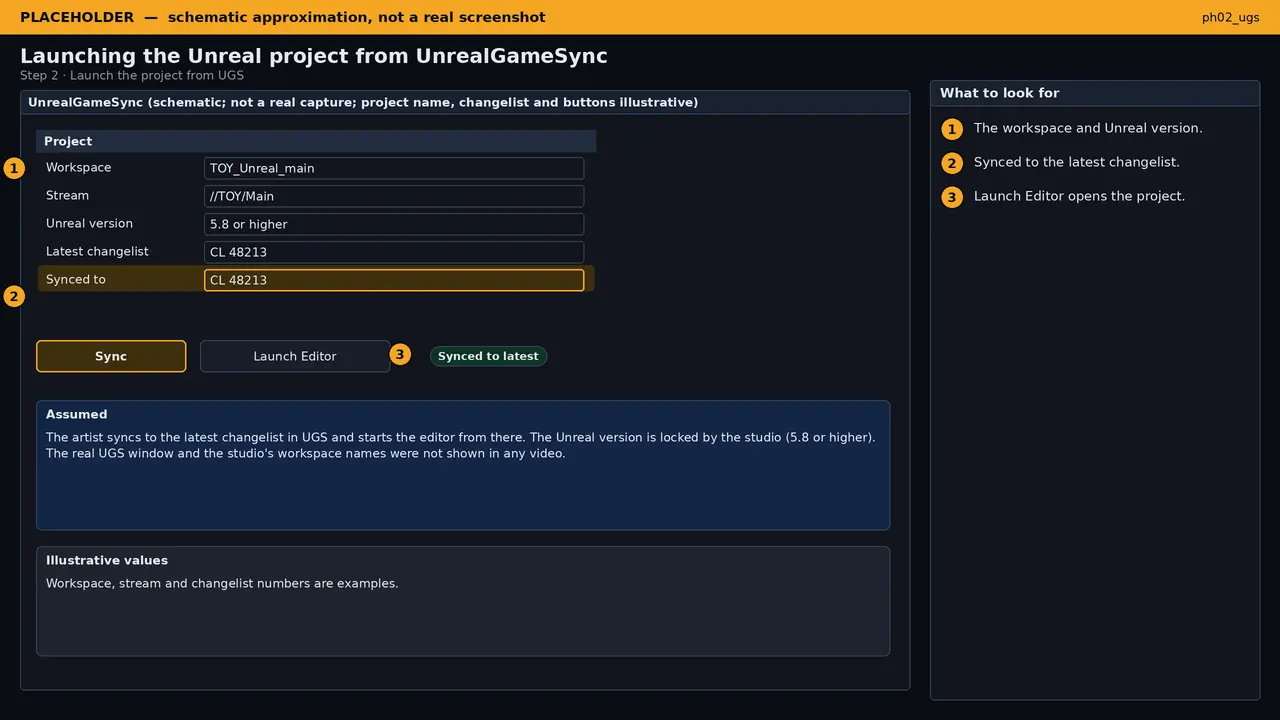 PLACEHOLDER — schematic approximation, not a real screenshot
ph02_ugs
Launching the Unreal project from UnrealGameSync
Step 2 · Launch the project from UGS
UnrealGameSync (schematic; not a real capture; project name, changelist and buttons illustrative)
Project
1
Workspace
TOY_Unreal_main
Stream
//TOY/Main
Unreal version
5.8 or higher
Latest changelist
CL 48213
Synced to
CL 48213
2
Sync
Launch Editor
3
Synced to latest
Assumed
The artist syncs to the latest changelist in UGS and starts the editor from there. The Unreal version is locked by the studio (5.8 or higher).
The real UGS window and the studio's workspace names were not shown in any video.
Illustrative values
Workspace, stream and changelist numbers are examples.
What to look for
1 The workspace and Unreal version.
2 Synced to the latest changelist.
3 Launch Editor opens the project.